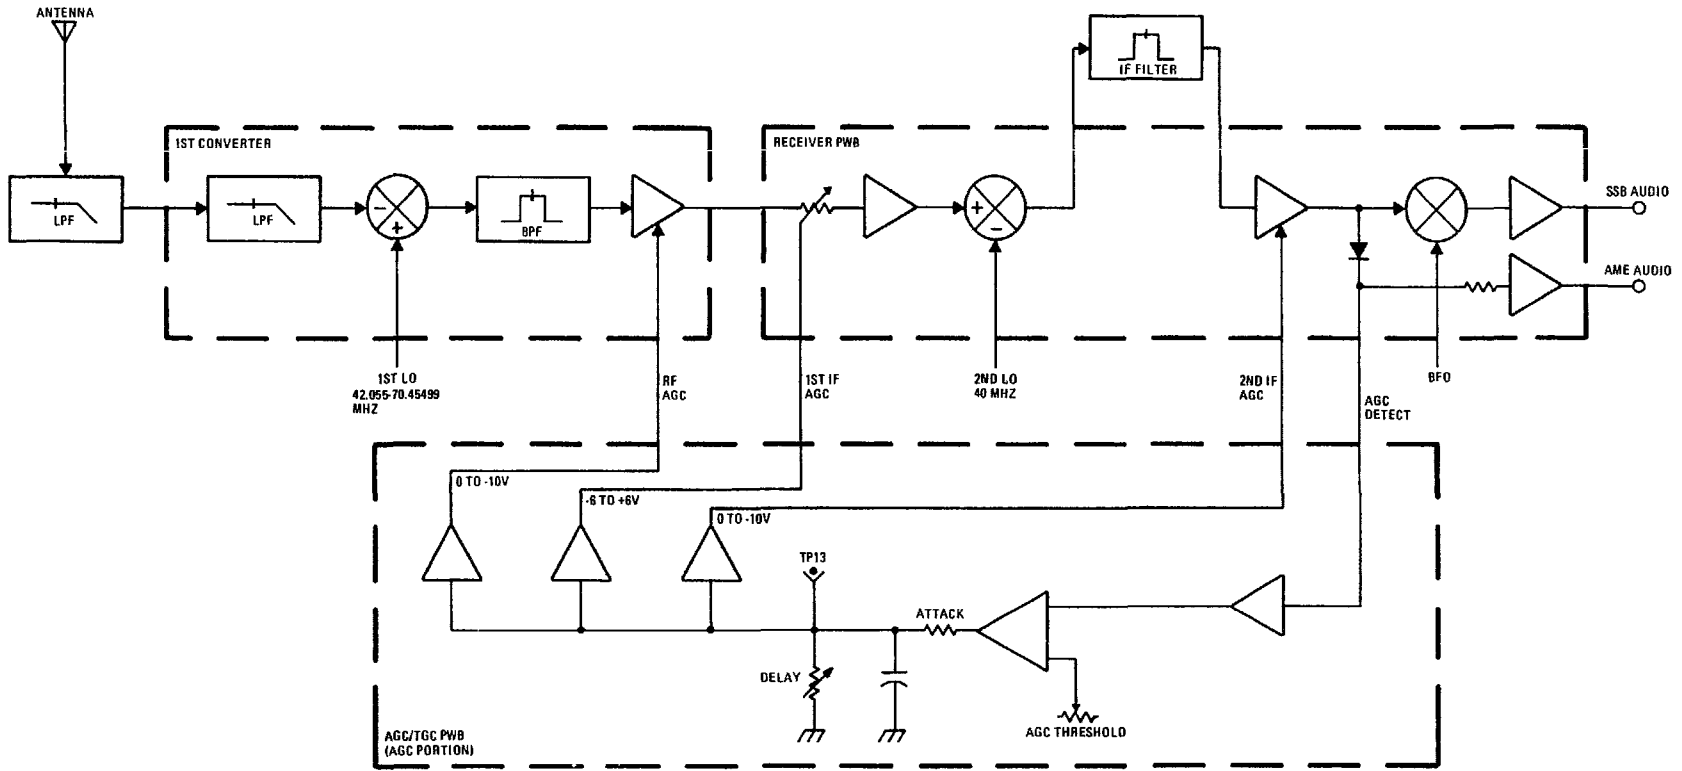 ANTENNA
IF FILTER
1ST CONVERTER
RECEIVER PWB
LPF
LPF
BPF
SSB AUDIO
AME AUDIO
1ST LO
42.055-70.45499
MHZ
RF
AGC
1ST IF
AGC
2ND LO
40 MHZ
2ND IF
AGC
BFO
AGC
DETECT
0 TO -10V
-6 TO +6V
0 TO -10V
TP13
ATTACK
DELAY
AGC THRESHOLD
AGC/TGC PWB
(AGC PORTION)